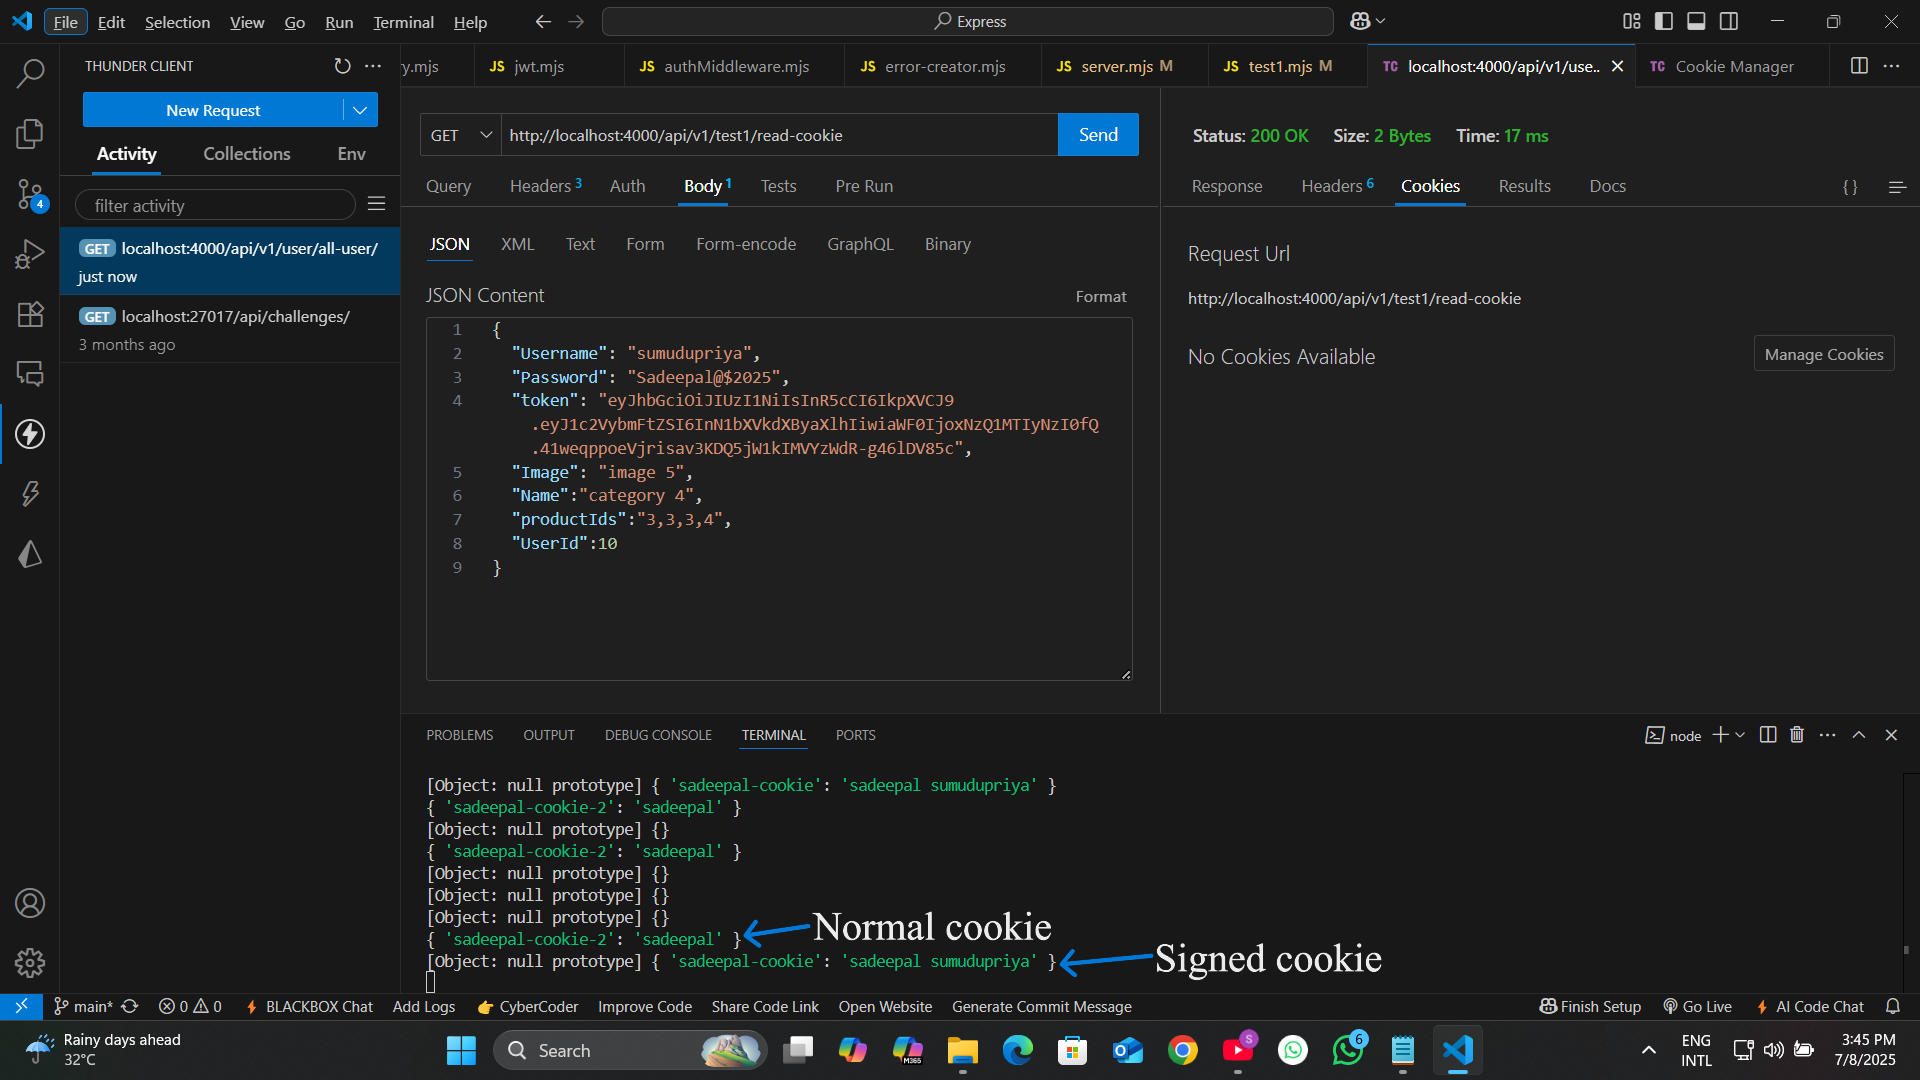 File Edit Selection View Go Run Terminal Help
Express
THUNDER CLIENT
New Request
Activity Collections Env
filter activity
GET localhost:4000/api/v1/user/all-user/
just now
GET localhost:27017/api/challenges/
3 months ago
4
y.mjs JS jwt.mjs JS authMiddleware.mjs JS error-creator.mjs JS server.mjs M JS test1.mjs M TC localhost:4000/api/v1/use.. TC Cookie Manager
GET http://localhost:4000/api/v1/test1/read-cookie Send
Query Headers 3 Auth Body 1 Tests Pre Run
JSON XML Text Form Form-encode GraphQL Binary
JSON Content Format
1 {
2 "Username": "sumudupriya",
3 "Password": "Sadeepal@$2025",
4 "token": "eyJhbGciOiJIUzI1NiIsInR5cCI6IkpXVCJ9
.eyJ1c2VybmFtZSI6InN1bXVkdXByaXlhIiwiaWF0IjoxNzQ1MTIyNzI0fQ
.41weqppoeVjrisav3KDQ5jW1kIMVYzWdR-g46lDV85c",
5 "Image": "image 5",
6 "Name":"category 4",
7 "productIds":"3,3,3,4",
8 "UserId":10
9 }
Status: 200 OK Size: 2 Bytes Time: 17 ms
Response Headers 6 Cookies Results Docs { }
Request Url
http://localhost:4000/api/v1/test1/read-cookie
No Cookies Available Manage Cookies
PROBLEMS OUTPUT DEBUG CONSOLE TERMINAL PORTS
node
[Object: null prototype] { 'sadeepal-cookie': 'sadeepal sumudupriya' }
{ 'sadeepal-cookie-2': 'sadeepal' }
[Object: null prototype] {}
{ 'sadeepal-cookie-2': 'sadeepal' }
[Object: null prototype] {}
[Object: null prototype] {}
[Object: null prototype] {}
{ 'sadeepal-cookie-2': 'sadeepal' } Normal cookie
[Object: null prototype] { 'sadeepal-cookie': 'sadeepal sumudupriya' } Signed cookie
main* 0 0 BLACKBOX Chat Add Logs CyberCoder Improve Code Share Code Link Open Website Generate Commit Message Finish Setup Go Live AI Code Chat
Rainy days ahead
32°C
Search
M365
S
6
ENG
INTL
3:45 PM
7/8/2025